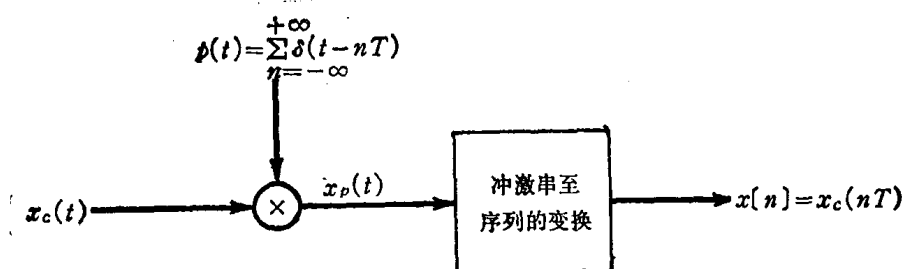 +∞
p(t)=∑δ(t-nT)
n=-∞
x_c(t)
×
x_p(t)
冲激串至
序列的变换
x[n]=x_c(nT)